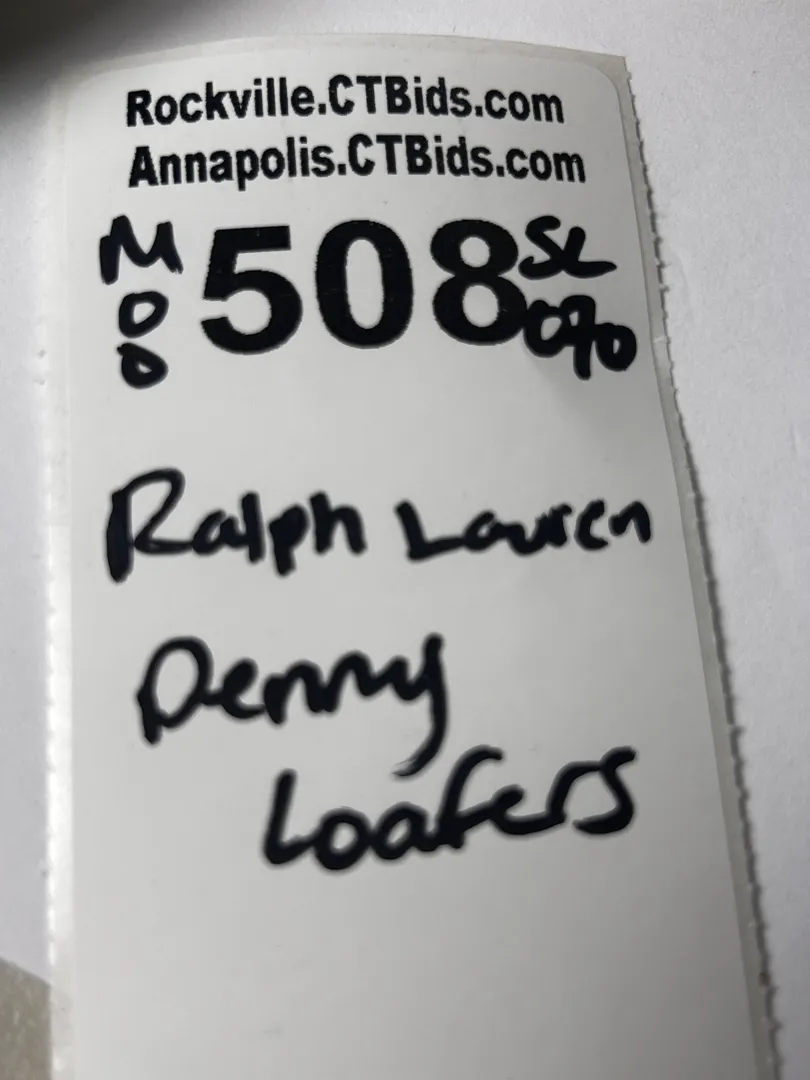 Rockville.CTBids.com
Annapolis.CTBids.com
MOO 508 SL 070
Ralph Lauren
Penny
Loafers